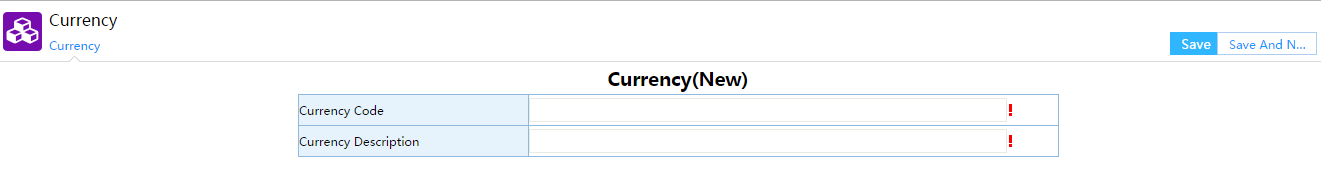 Currency
Currency
Save
Save And N...
Currency(New)
Currency Code
!
Currency Description
!